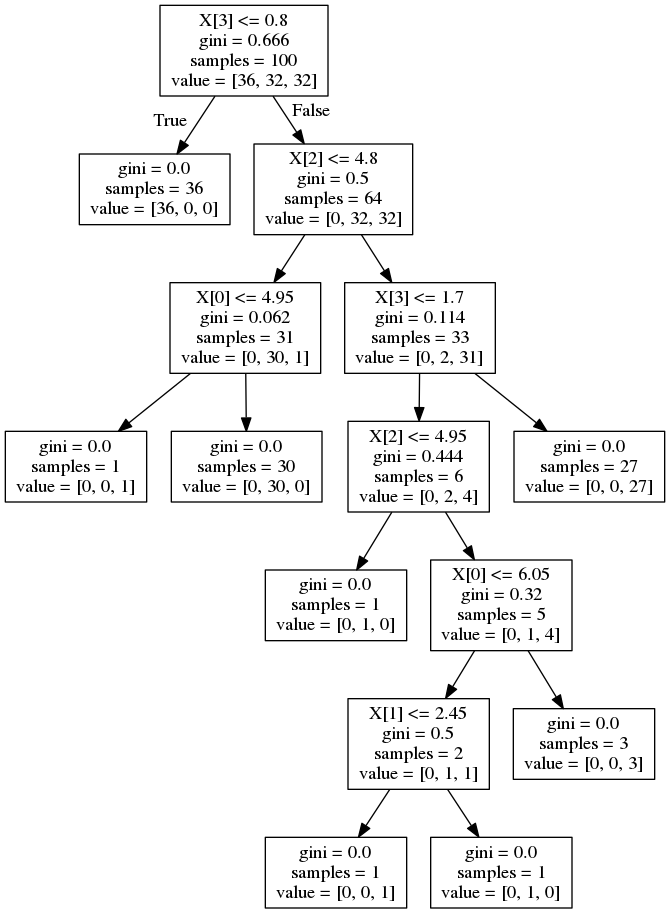 X[3] <= 0.8
gini = 0.666
samples = 100
value = [36, 32, 32]
True
False
gini = 0.0
samples = 36
value = [36, 0, 0]
X[2] <= 4.8
gini = 0.5
samples = 64
value = [0, 32, 32]
X[0] <= 4.95
gini = 0.062
samples = 31
value = [0, 30, 1]
X[3] <= 1.7
gini = 0.114
samples = 33
value = [0, 2, 31]
gini = 0.0
samples = 1
value = [0, 0, 1]
gini = 0.0
samples = 30
value = [0, 30, 0]
X[2] <= 4.95
gini = 0.444
samples = 6
value = [0, 2, 4]
gini = 0.0
samples = 27
value = [0, 0, 27]
gini = 0.0
samples = 1
value = [0, 1, 0]
X[0] <= 6.05
gini = 0.32
samples = 5
value = [0, 1, 4]
X[1] <= 2.45
gini = 0.5
samples = 2
value = [0, 1, 1]
gini = 0.0
samples = 3
value = [0, 0, 3]
gini = 0.0
samples = 1
value = [0, 0, 1]
gini = 0.0
samples = 1
value = [0, 1, 0]